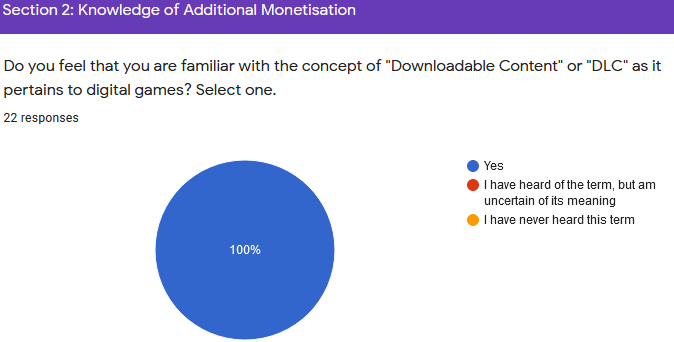 Section 2: Knowledge of Additional Monetisation
Do you feel that you are familiar with the concept of "Downloadable Content" or "DLC" as it
pertains to digital games? Select one.
22 responses
100%
Yes
I have heard of the term, but am
uncertain of its meaning
I have never heard this term